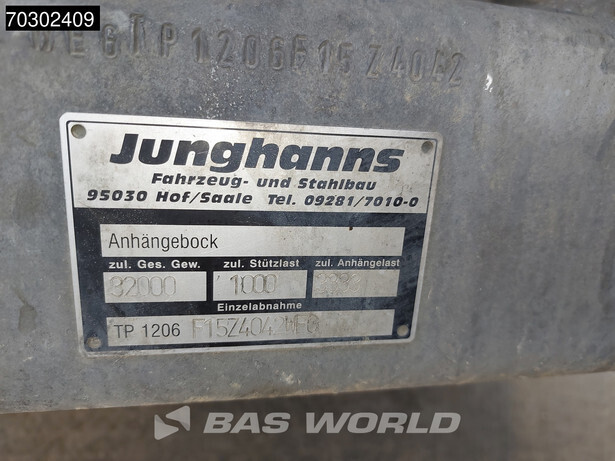 70302409
TP1206F15Z4042
Junghanns
Fahrzeug- und Stahlbau
95030 Hof/Saale Tel. 09281/7010-0
Anhängebock
zul. Ges. Gew. zul. Stützlast zul. Anhängelast
32000 1000
Einzelabnahme
TP 1206
BAS WORLD